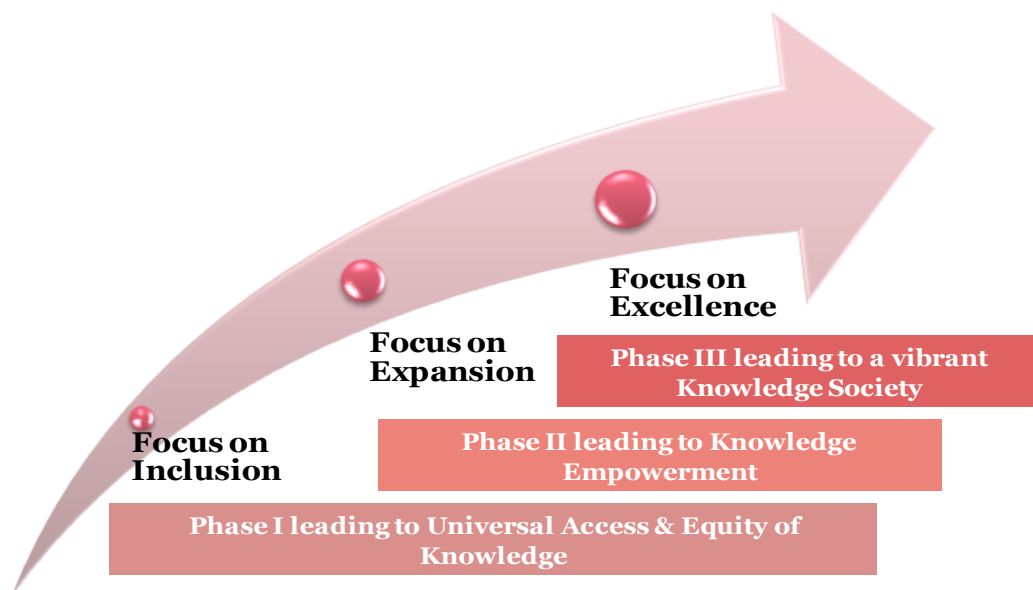 Focus on
Excellence
Focus on
Expansion
Phase III leading to a vibrant
Knowledge Society
Focus on
Inclusion
Phase II leading to Knowledge
Empowerment
Phase I leading to Universal Access & Equity of
Knowledge